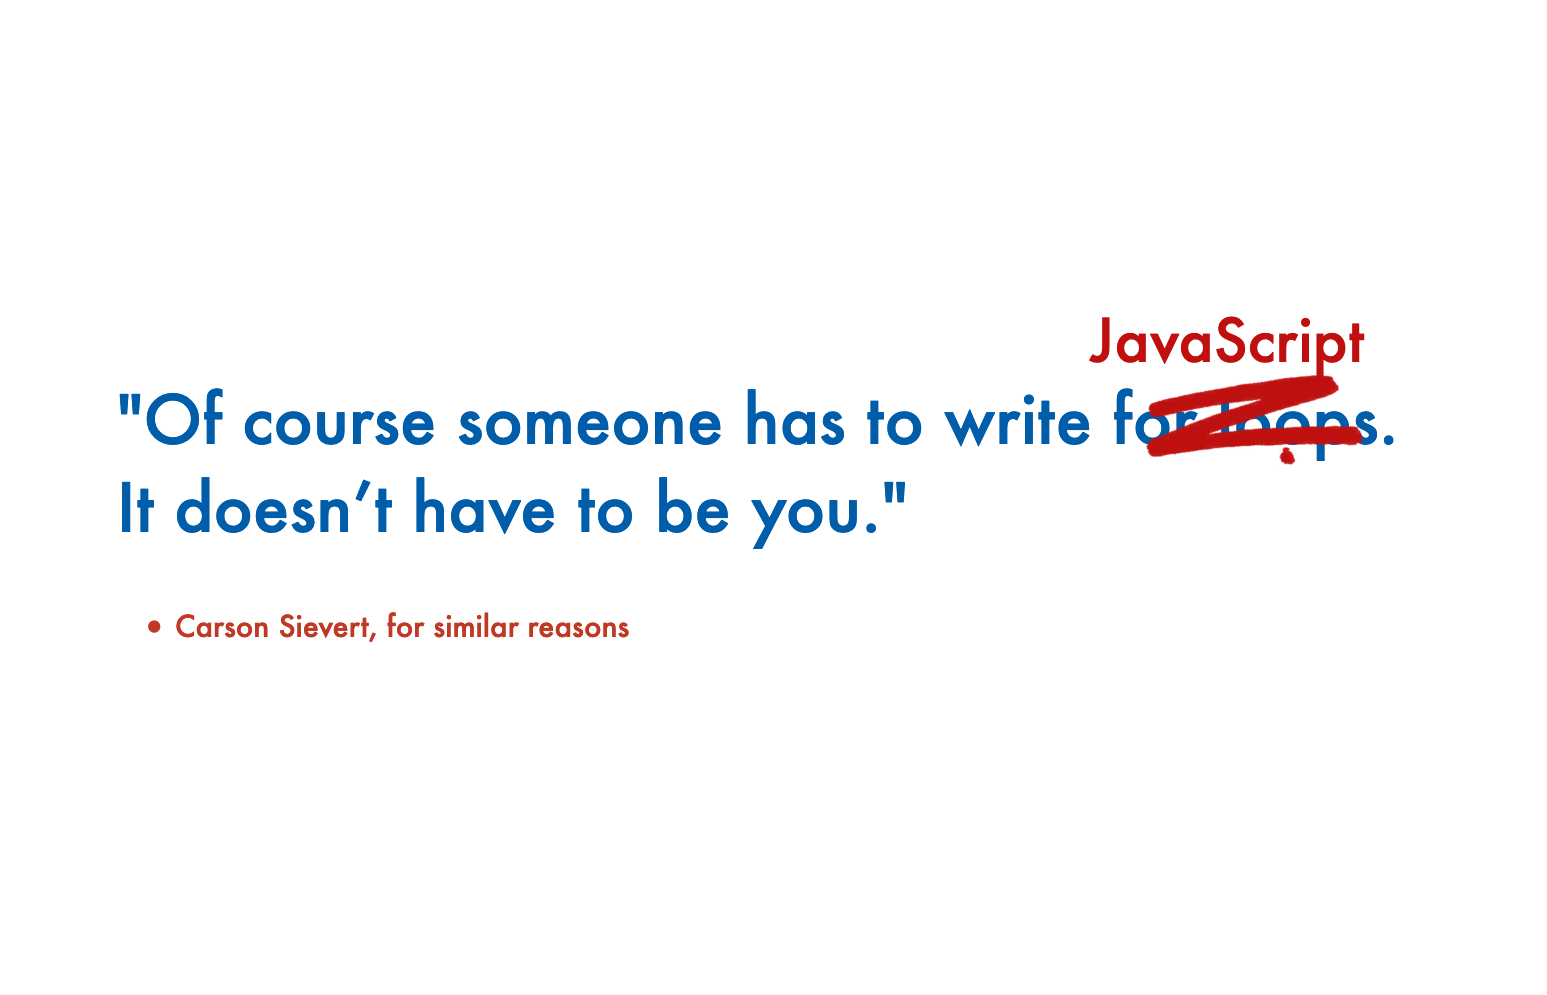 JavaScript
"Of course someone has to write for loops.
It doesn’t have to be you."
• Carson Sievert, for similar reasons